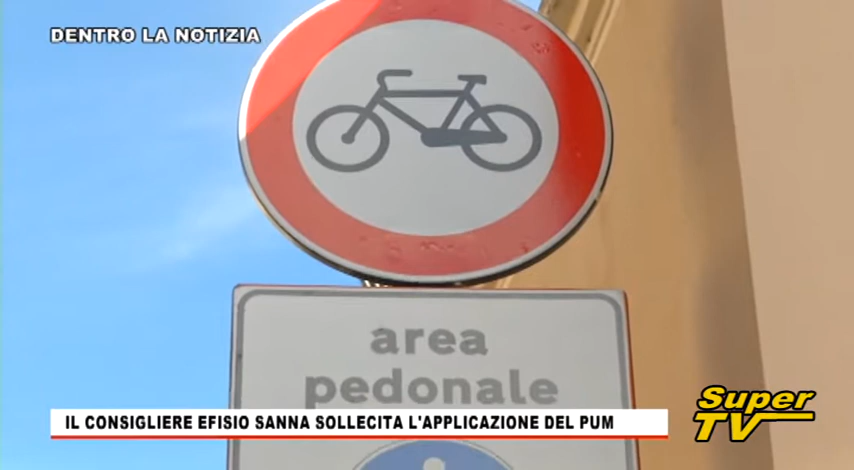 DENTRO LA NOTIZIA
area
pedonale
IL CONSIGLIERE EFISIO SANNA SOLLECITA L'APPLICAZIONE DEL PUM
Super
TV